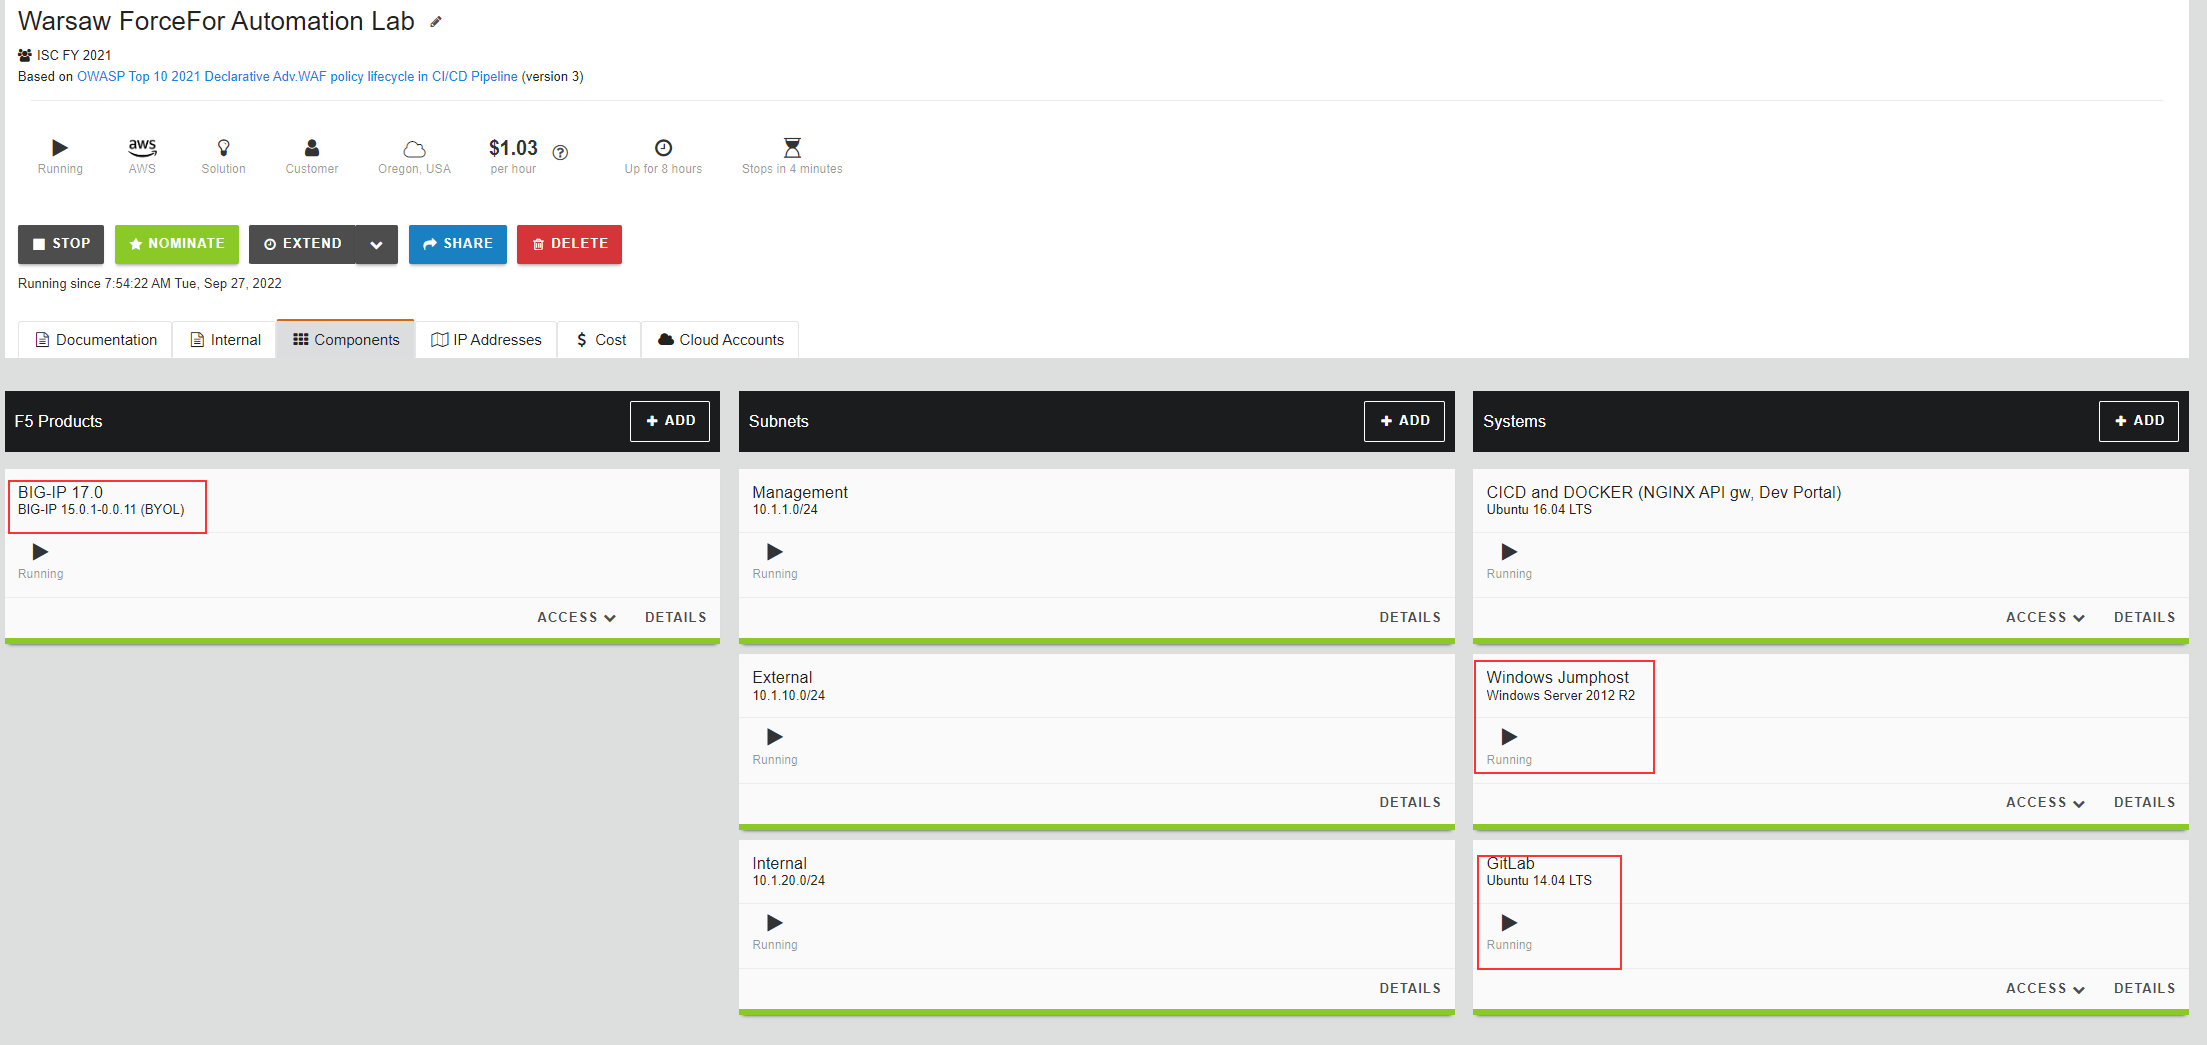 Warsaw ForceFor Automation Lab
ISC FY 2021
Based on OWASP Top 10 2021 Declarative Adv.WAF policy lifecycle in CI/CD Pipeline (version 3)
Running
aws
AWS
Solution
Customer
Oregon, USA
$1.03
per hour
Up for 8 hours
Stops in 4 minutes
STOP
NOMINATE
EXTEND
SHARE
DELETE
Running since 7:54:22 AM Tue, Sep 27, 2022
Documentation
Internal
Components
IP Addresses
Cost
Cloud Accounts
F5 Products
ADD
BIG-IP 17.0
BIG-IP 15.0.1-0.0.11 (BYOL)
Running
ACCESS
DETAILS
Subnets
ADD
Management
10.1.1.0/24
Running
DETAILS
External
10.1.10.0/24
Running
DETAILS
Internal
10.1.20.0/24
Running
DETAILS
Systems
ADD
CICD and DOCKER (NGINX API gw, Dev Portal)
Ubuntu 16.04 LTS
Running
ACCESS
DETAILS
Windows Jumphost
Windows Server 2012 R2
Running
ACCESS
DETAILS
GitLab
Ubuntu 14.04 LTS
Running
ACCESS
DETAILS